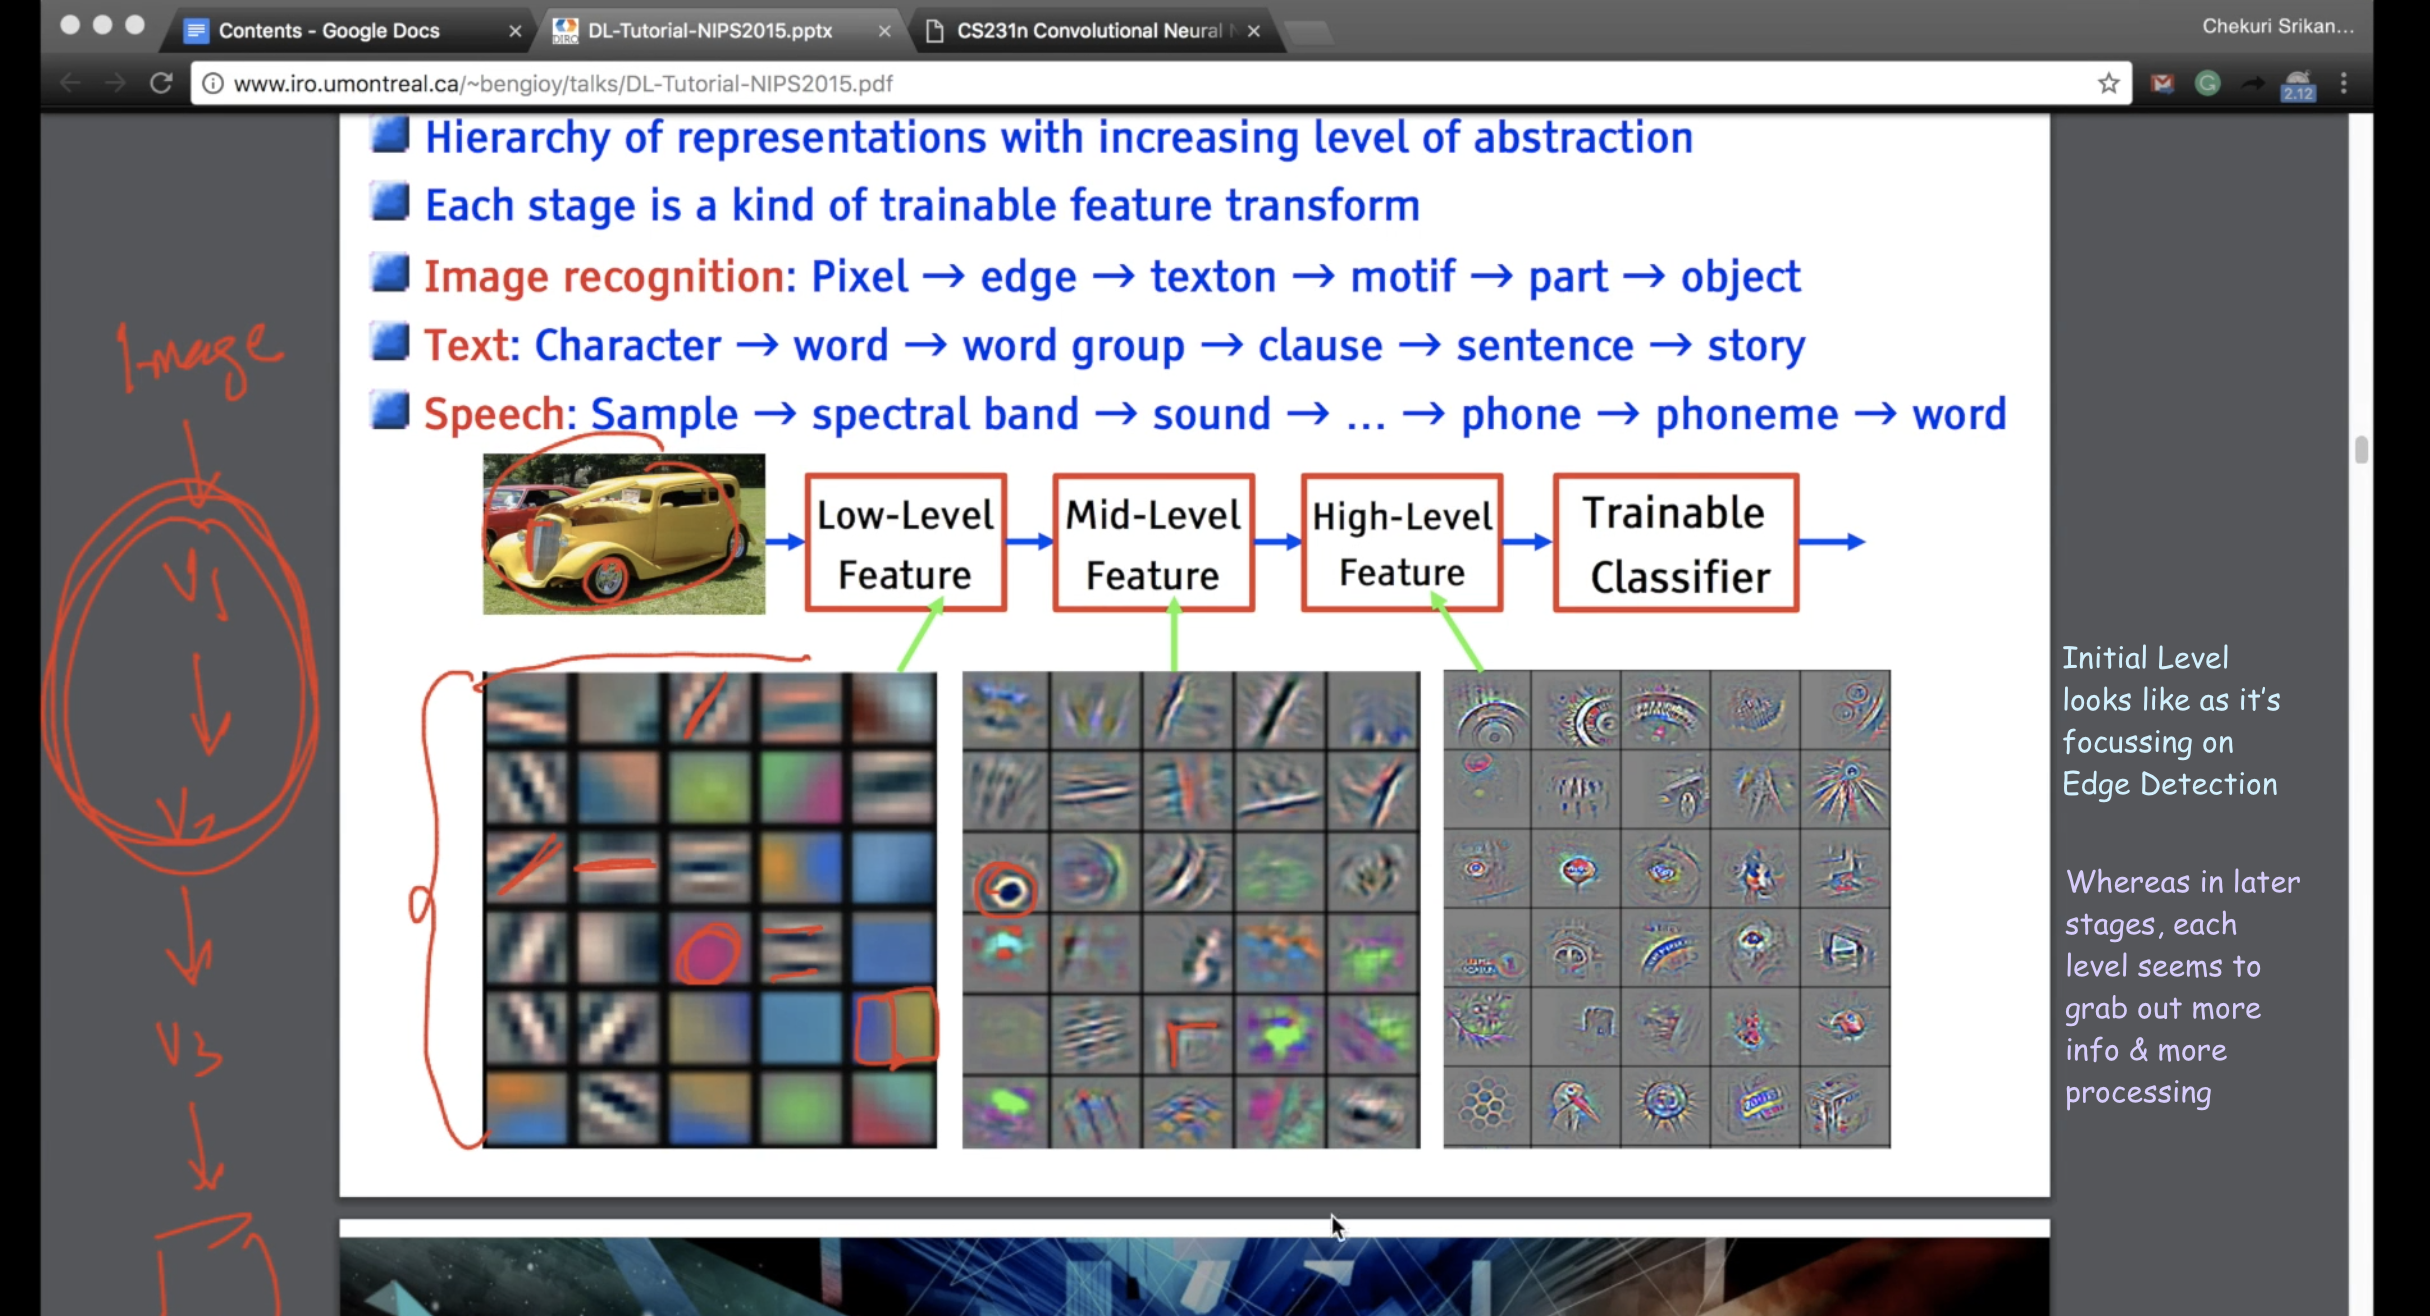 Contents - Google Docs
DL-Tutorial-NIPS2015.pptx
CS231n Convolutional Neural N
Chekuri Srikan...
www.iro.umontreal.ca/~bengioy/talks/DL-Tutorial-NIPS2015.pdf
2.12
Hierarchy of representations with increasing level of abstraction
Each stage is a kind of trainable feature transform
Image recognition: Pixel → edge → texton → motif → part → object
Text: Character → word → word group → clause → sentence → story
Speech: Sample → spectral band → sound → ... → phone → phoneme → word
Image
V1
V2
V3
Low-Level
Feature
Mid-Level
Feature
High-Level
Feature
Trainable
Classifier
Initial Level
looks like as it's
focussing on
Edge Detection
Whereas in later
stages, each
level seems to
grab out more
info & more
processing